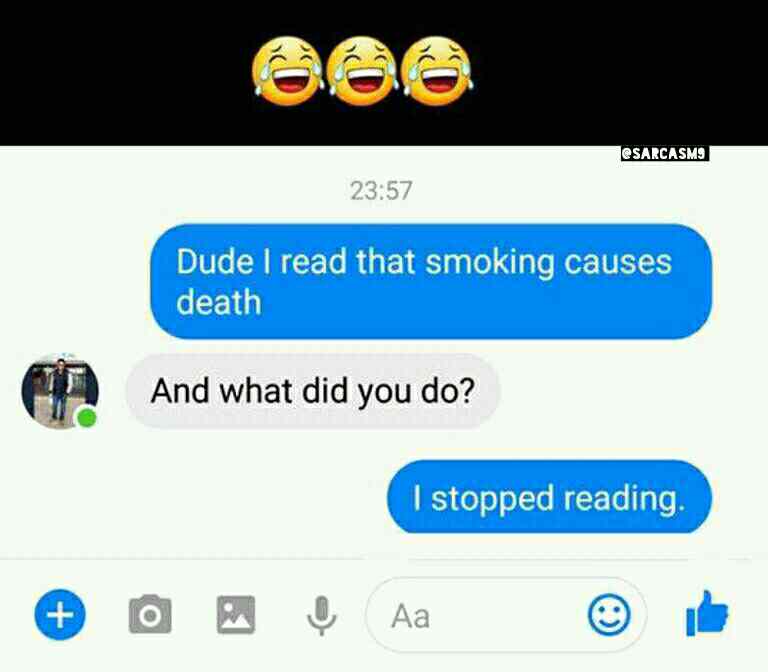 @SARCASM9
23:57
Dude I read that smoking causes
death
And what did you do?
I stopped reading.
Aa